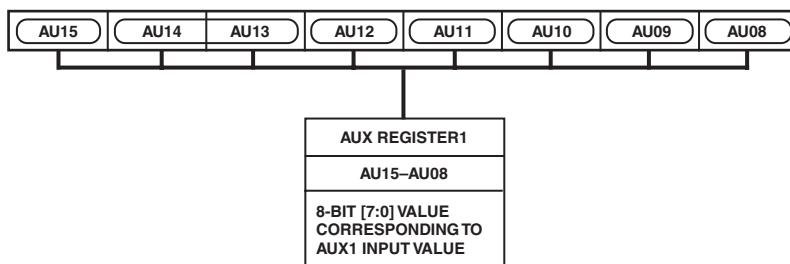 AU15 AU14 AU13 AU12 AU11 AU10 AU09 AU08
AUX REGISTER1
AU15–AU08
8-BIT [7:0] VALUE
CORRESPONDING TO
AUX1 INPUT VALUE